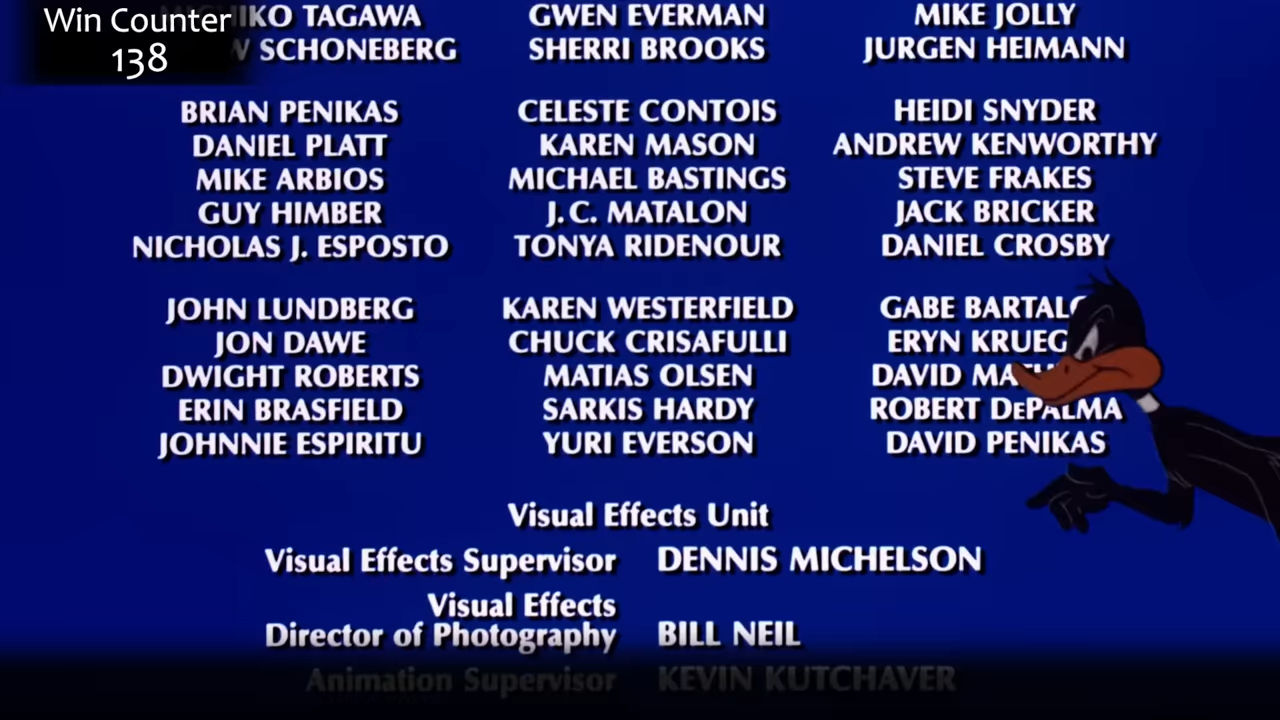 Win Counter
138
TAGAWA GWEN EVERMAN MIKE JOLLY
SCHONEBERG SHERRI BROOKS JURGEN HEIMANN
BRIAN PENIKAS CELESTE CONTOIS HEIDI SNYDER
DANIEL PLATT KAREN MASON ANDREW KENWORTHY
MIKE ARBIOS MICHAEL BASTINGS STEVE FRAKES
GUY HIMBER J.C. MATALON JACK BRICKER
NICHOLAS J. ESPOSTO TONYA RIDENOUR DANIEL CROSBY
JOHN LUNDBERG KAREN WESTERFIELD GABE
JON DAWE CHUCK CRISAFULLI ERYN
DWIGHT ROBERTS MATIAS OLSEN DAVID
ERIN BRASFIELD SARKIS HARDY ROBERT DePALMA
JOHNNIE ESPIRITU YURI EVERSON DAVID PENIKAS
Visual Effects Unit
Visual Effects Supervisor DENNIS MICHELSON
Visual Effects
Director of Photography BILL NEIL
Animation Supervisor KEVIN KUTCHAVER